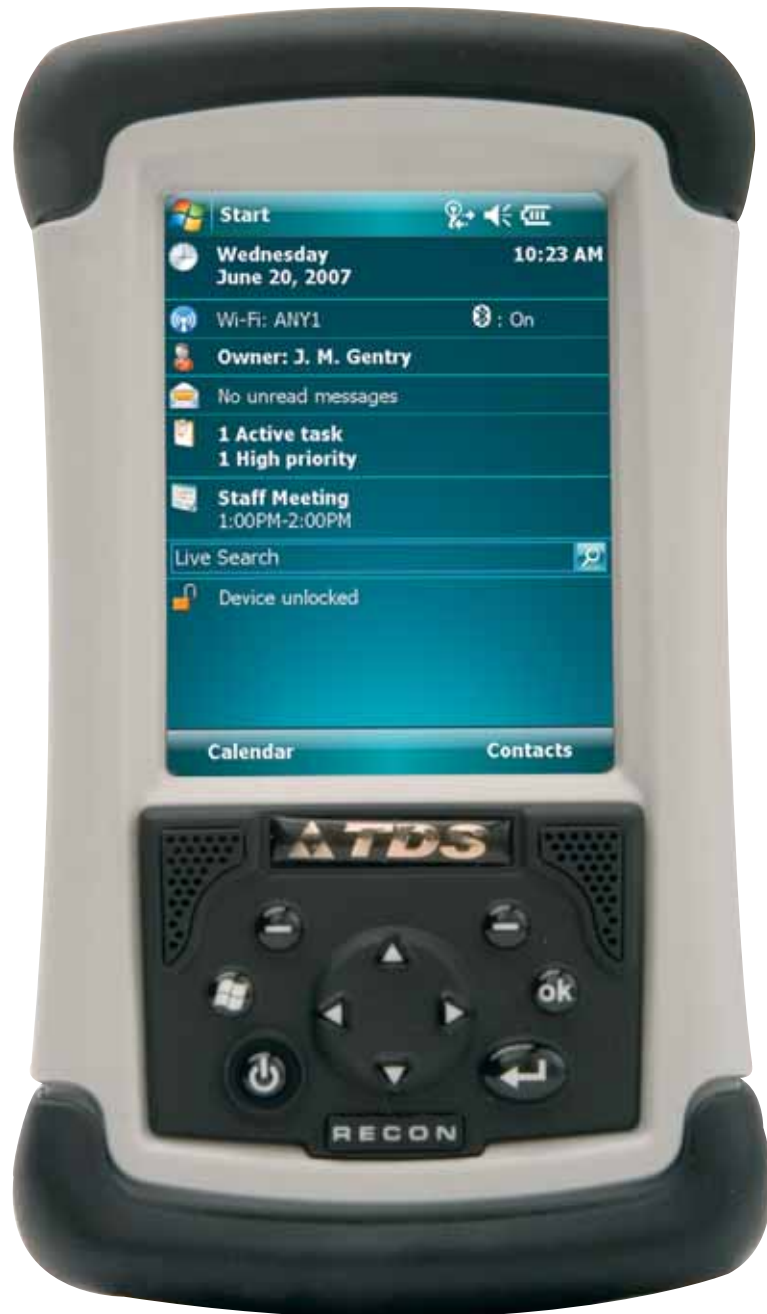 Start
Wednesday 10:23 AM
June 20, 2007
Wi-Fi: ANY1 : On
Owner: J. M. Gentry
No unread messages
1 Active task
1 High priority
Staff Meeting
1:00PM-2:00PM
Live Search
Device unlocked
Calendar Contacts
TDS
ok
RECON